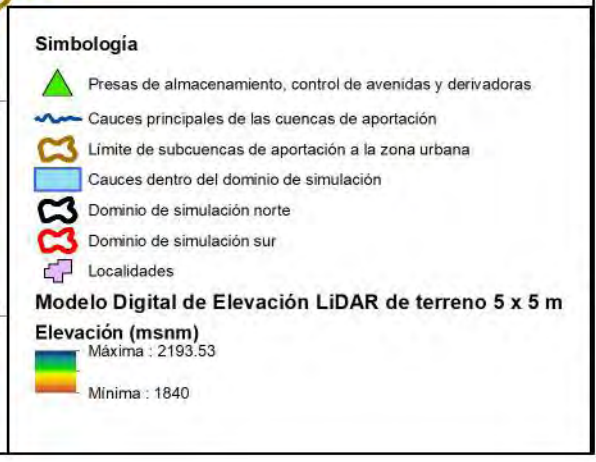 Simbología
Presas de almacenamiento, control de avenidas y derivadoras
Cauces principales de las cuencas de aportación
Límite de subcuencas de aportación a la zona urbana
Cauces dentro del dominio de simulación
Dominio de simulación norte
Dominio de simulación sur
Localidades
Modelo Digital de Elevación LiDAR de terreno 5 x 5 m
Elevación (msnm)
Máxima : 2193.53
Mínima : 1840